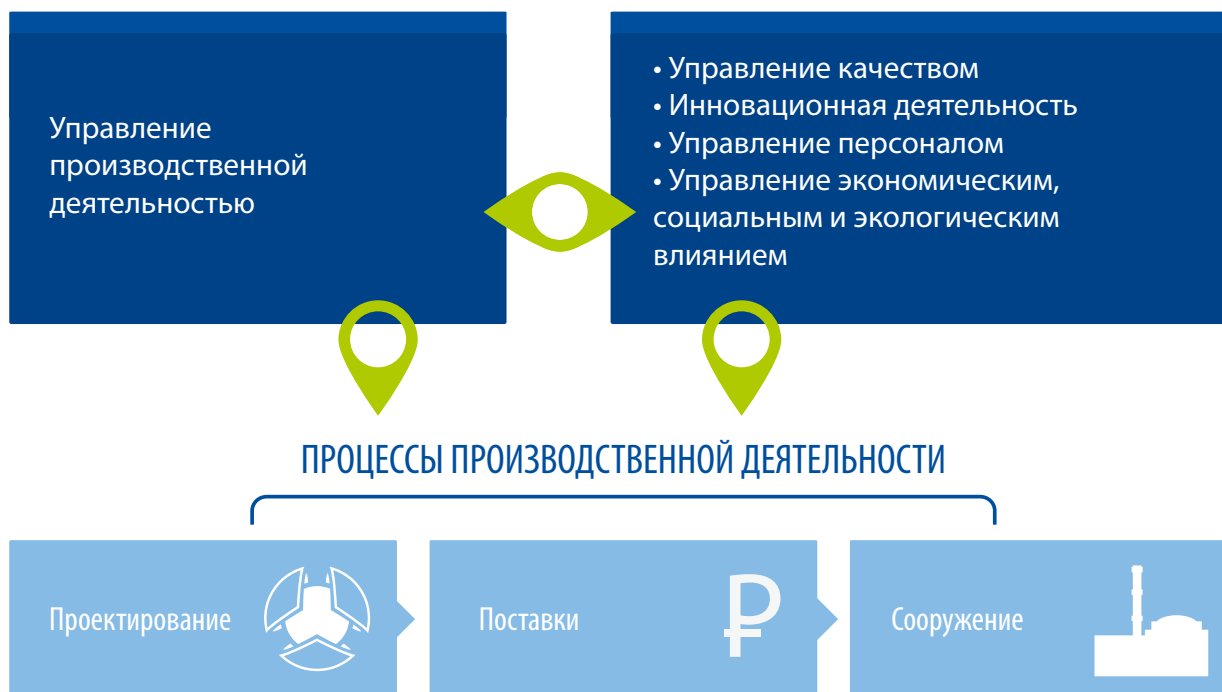 Управление
производственной
деятельностью
• Управление качеством
• Инновационная деятельность
• Управление персоналом
• Управление экономическим,
социальным и экологическим
влиянием
ПРОЦЕССЫ ПРОИЗВОДСТВЕННОЙ ДЕЯТЕЛЬНОСТИ
Проектирование
Поставки
₽
Сооружение